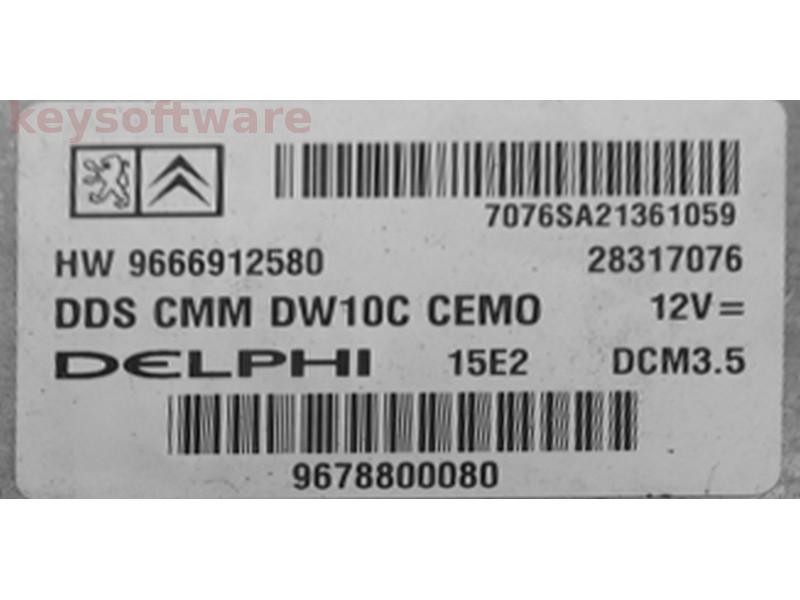 keysoftware
7076SA21361059
HW 9666912580 28317076
DDS CMM DW10C CEMO 12V=
DELPHI 15E2 DCM3.5
9678800080